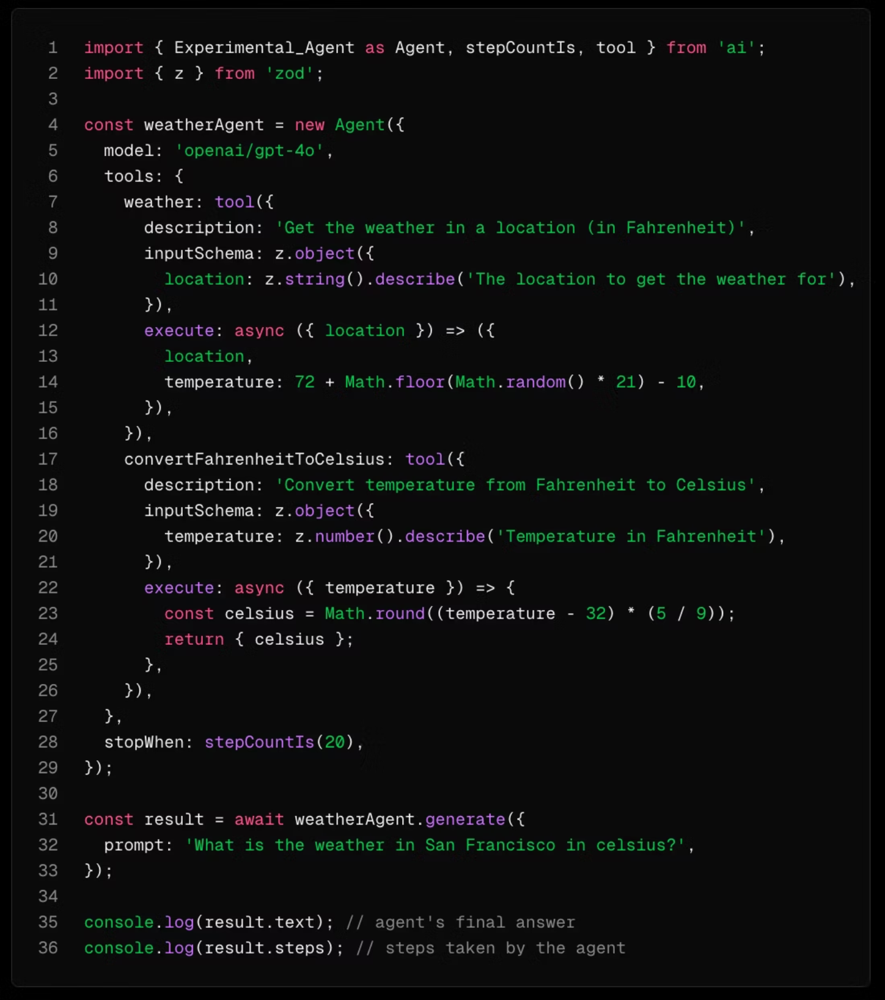 1 import { Experimental_Agent as Agent, stepCountIs, tool } from 'ai';
2 import { z } from 'zod';
3
4 const weatherAgent = new Agent({
5   model: 'openai/gpt-4o',
6   tools: {
7     weather: tool({
8       description: 'Get the weather in a location (in Fahrenheit)',
9       inputSchema: z.object({
10         location: z.string().describe('The location to get the weather for'),
11       }),
12       execute: async ({ location }) => ({
13         location,
14         temperature: 72 + Math.floor(Math.random() * 21) - 10,
15       }),
16     }),
17     convertFahrenheitToCelsius: tool({
18       description: 'Convert temperature from Fahrenheit to Celsius',
19       inputSchema: z.object({
20         temperature: z.number().describe('Temperature in Fahrenheit'),
21       }),
22       execute: async ({ temperature }) => {
23         const celsius = Math.round((temperature - 32) * (5 / 9));
24         return { celsius };
25       },
26     }),
27   },
28   stopWhen: stepCountIs(20),
29 });
30
31 const result = await weatherAgent.generate({
32   prompt: 'What is the weather in San Francisco in celsius?',
33 });
34
35 console.log(result.text); // agent's final answer
36 console.log(result.steps); // steps taken by the agent